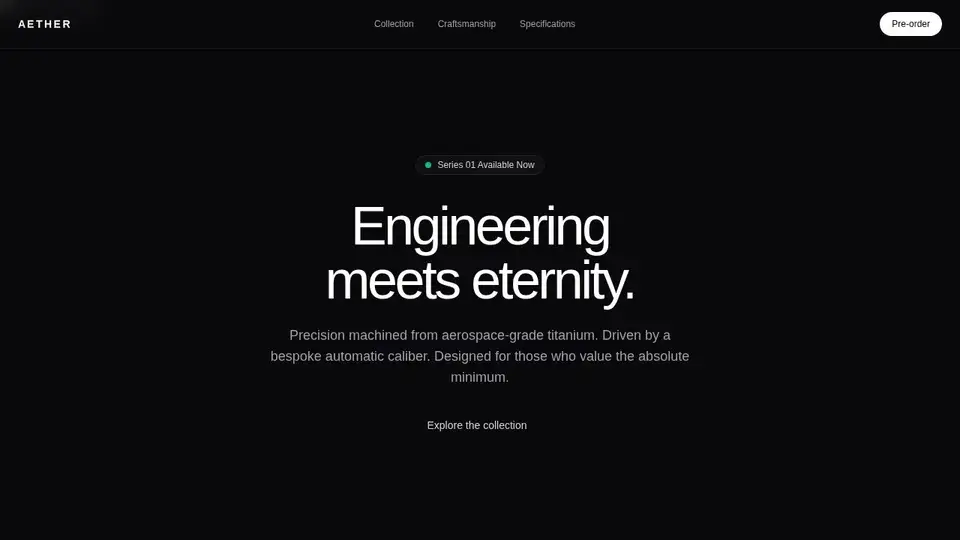 AETHER
Collection
Craftsmanship
Specifications
Pre-order
Series 01 Available Now
Engineering
meets eternity.
Precision machined from aerospace-grade titanium. Driven by a
bespoke automatic caliber. Designed for those who value the absolute
minimum.
Explore the collection